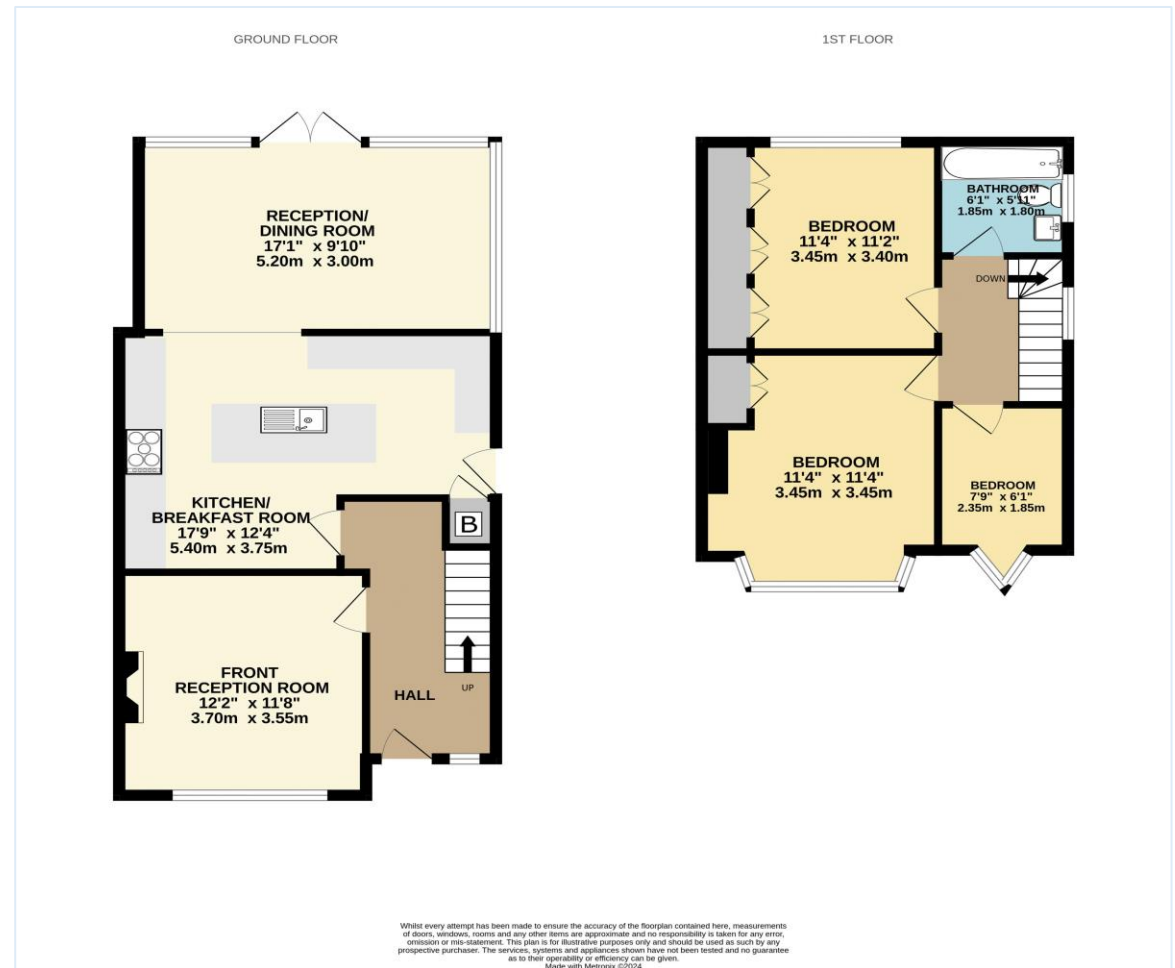 GROUND FLOOR
RECEPTION/
DINING ROOM
17'1" x 9'10"
5.20m x 3.00m
KITCHEN/
BREAKFAST ROOM
17'9" x 12'4"
5.40m x 3.75m
B
FRONT
RECEPTION ROOM
12'2" x 11'8"
3.70m x 3.55m
HALL
UP
1ST FLOOR
BEDROOM
11'4" x 11'2"
3.45m x 3.40m
BATHROOM
6'1" x 5'11"
1.85m x 1.80m
DOWN
BEDROOM
11'4" x 11'4"
3.45m x 3.45m
BEDROOM
7'9" x 6'1"
2.35m x 1.85m
Whilst every attempt has been made to ensure the accuracy of the floorplan contained here, measurements
of doors, windows, rooms and any other items are approximate and no responsibility is taken for any error,
omission or mis-statement. This plan is for illustrative purposes only and should be used as such by any
prospective purchaser. The services, systems and appliances shown have not been tested and no guarantee
as to their operability or efficiency can be given.
Made with Metropix ©2024